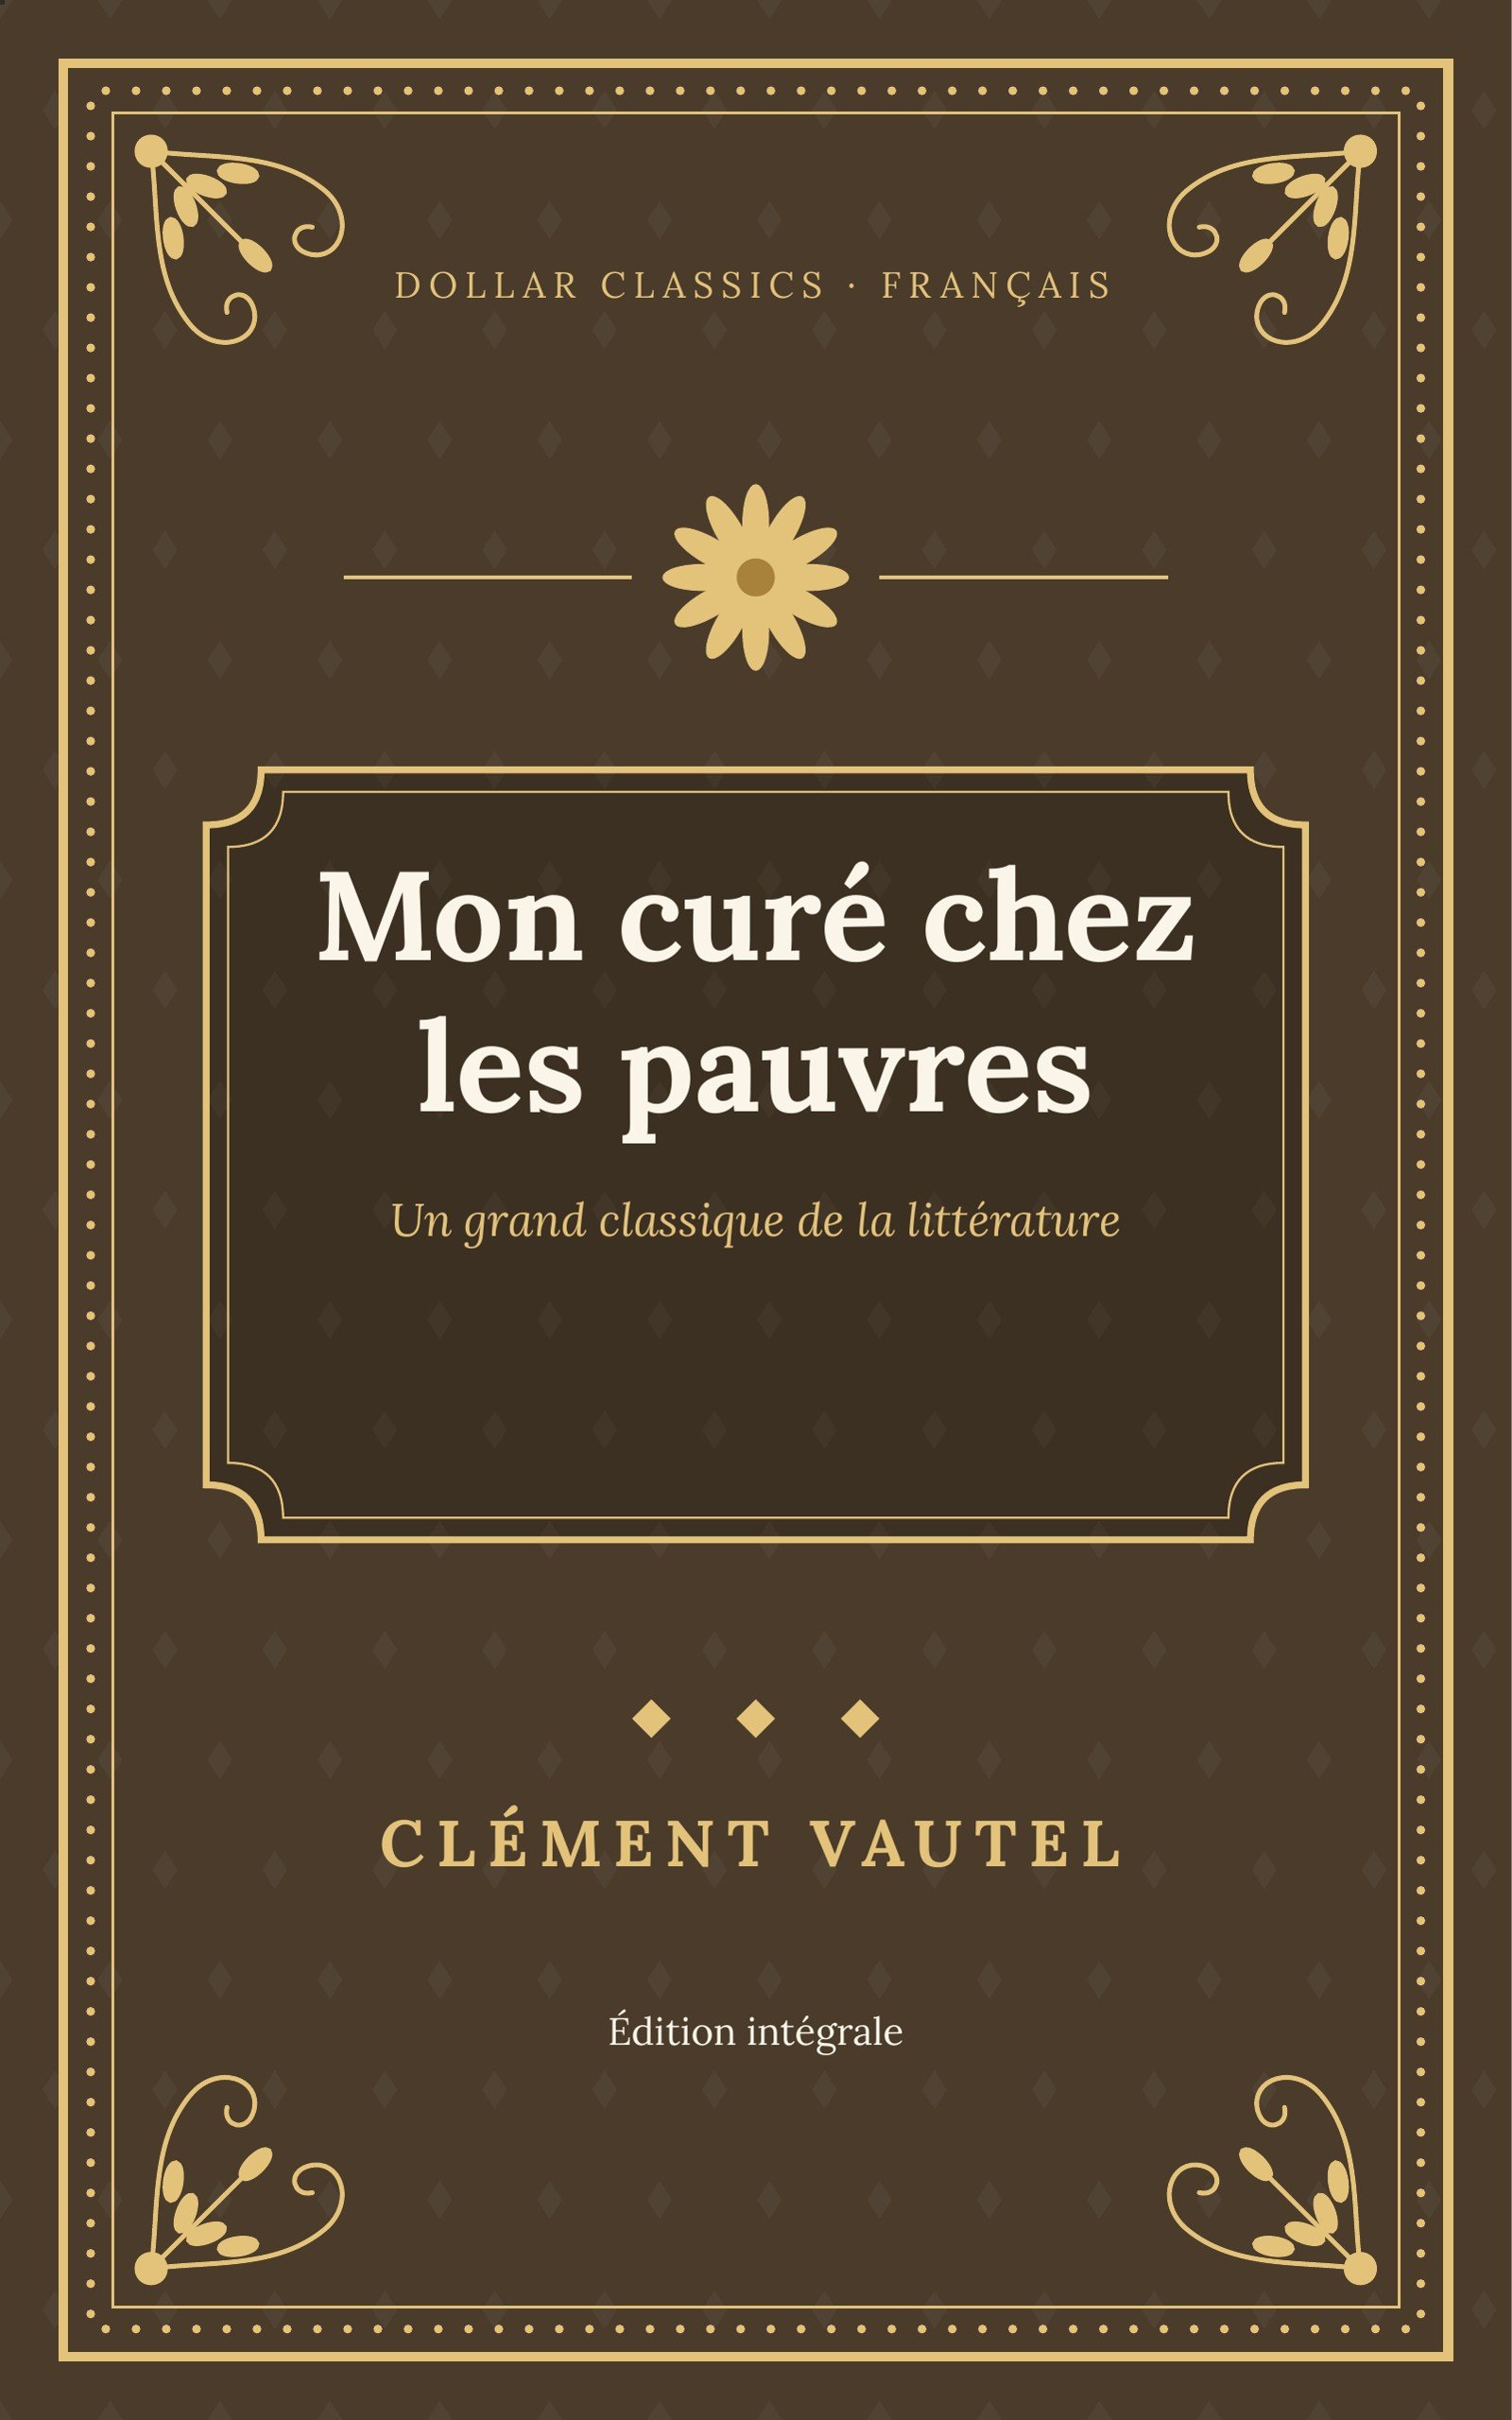 DOLLAR CLASSICS · FRANÇAIS
Mon curé chez
les pauvres
Un grand classique de la littérature
CLÉMENT VAUTEL
Édition intégrale